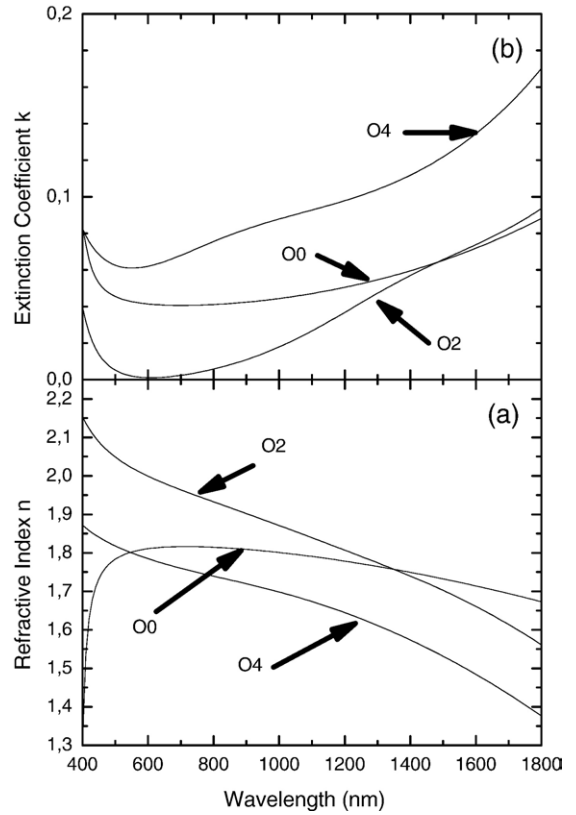 0,2
(b)
O4
0,1
O0
O2
0,0
Extinction Coefficient k
2,2
(a)
2,1
O2
2,0
1,9
1,8
1,7
O0
1,6
O4
1,5
1,4
1,3
Refractive Index n
400 600 800 1000 1200 1400 1600 1800
Wavelength (nm)